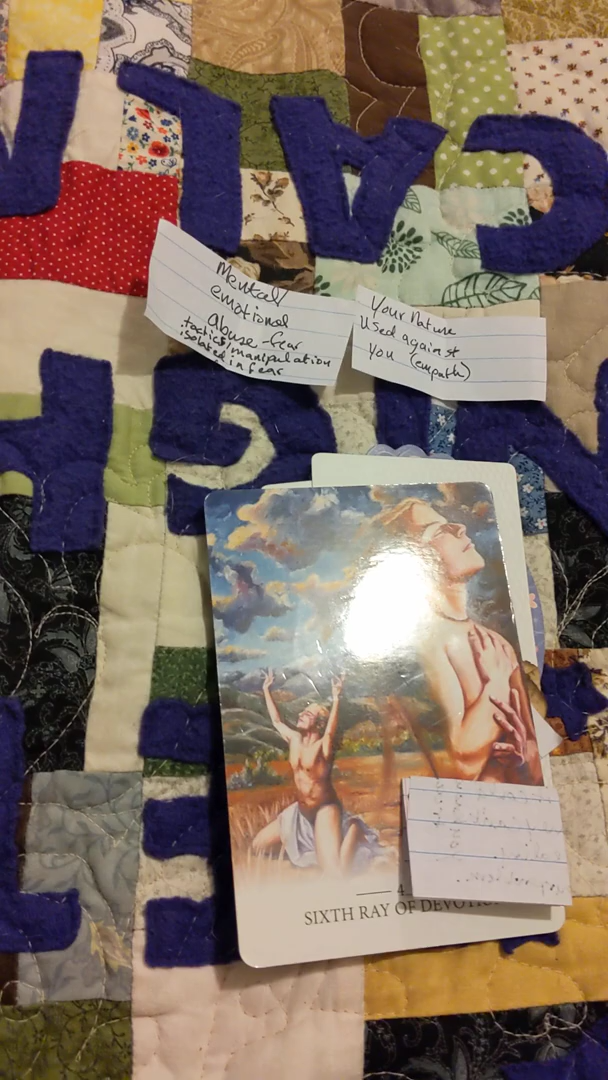 Mental/
emotional
abuse-fear
tactics/manipulation
isolated in fear
Your Nature
Used against
you (empath)
4
SIXTH RAY OF DEVOTIO